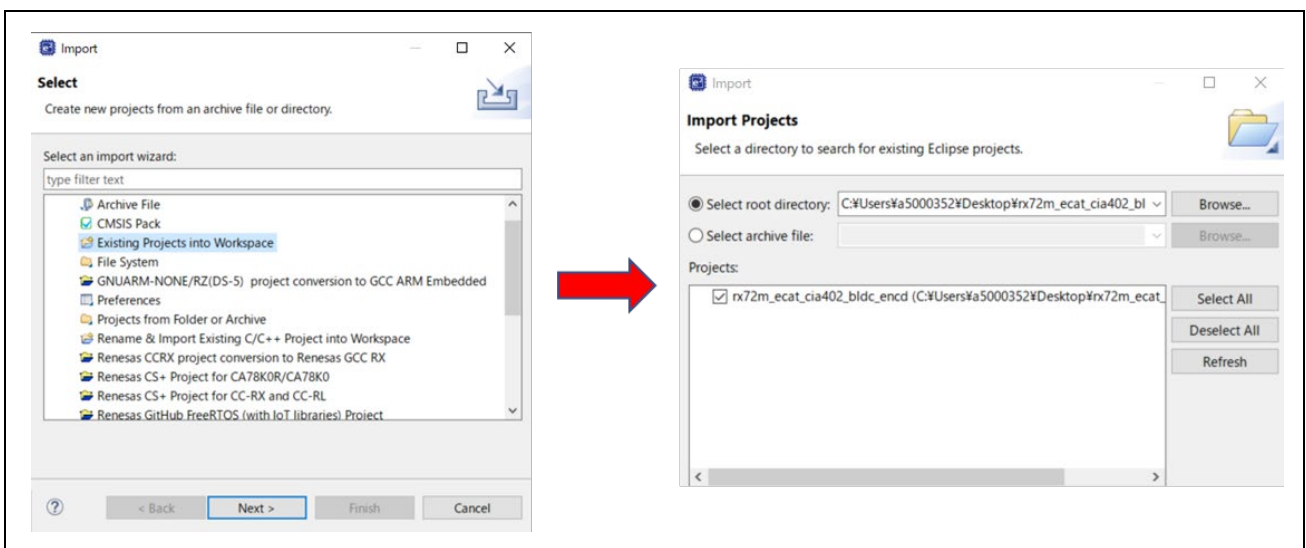 Import
Select
Create new projects from an archive file or directory.
Select an import wizard:
type filter text
Archive File
CMSIS Pack
Existing Projects into Workspace
File System
GNUARM-NONE/RZ(DS-5) project conversion to GCC ARM Embedded
Preferences
Projects from Folder or Archive
Rename & Import Existing C/C++ Project into Workspace
Renesas CCRX project conversion to Renesas GCC RX
Renesas CS+ Project for CA78K0R/CA78K0
Renesas CS+ Project for CC-RX and CC-RL
Renesas GitHub FreeRTOS (with IoT libraries) Project
< Back Next > Finish Cancel
Import
Import Projects
Select a directory to search for existing Eclipse projects.
Select root directory: C:¥Users¥a5000352¥Desktop¥rx72m_ecat_cia402_bl Browse...
Select archive file: Browse...
Projects:
rx72m_ecat_cia402_bldc_encd (C:¥Users¥a5000352¥Desktop¥rx72m_ecat_
Select All
Deselect All
Refresh